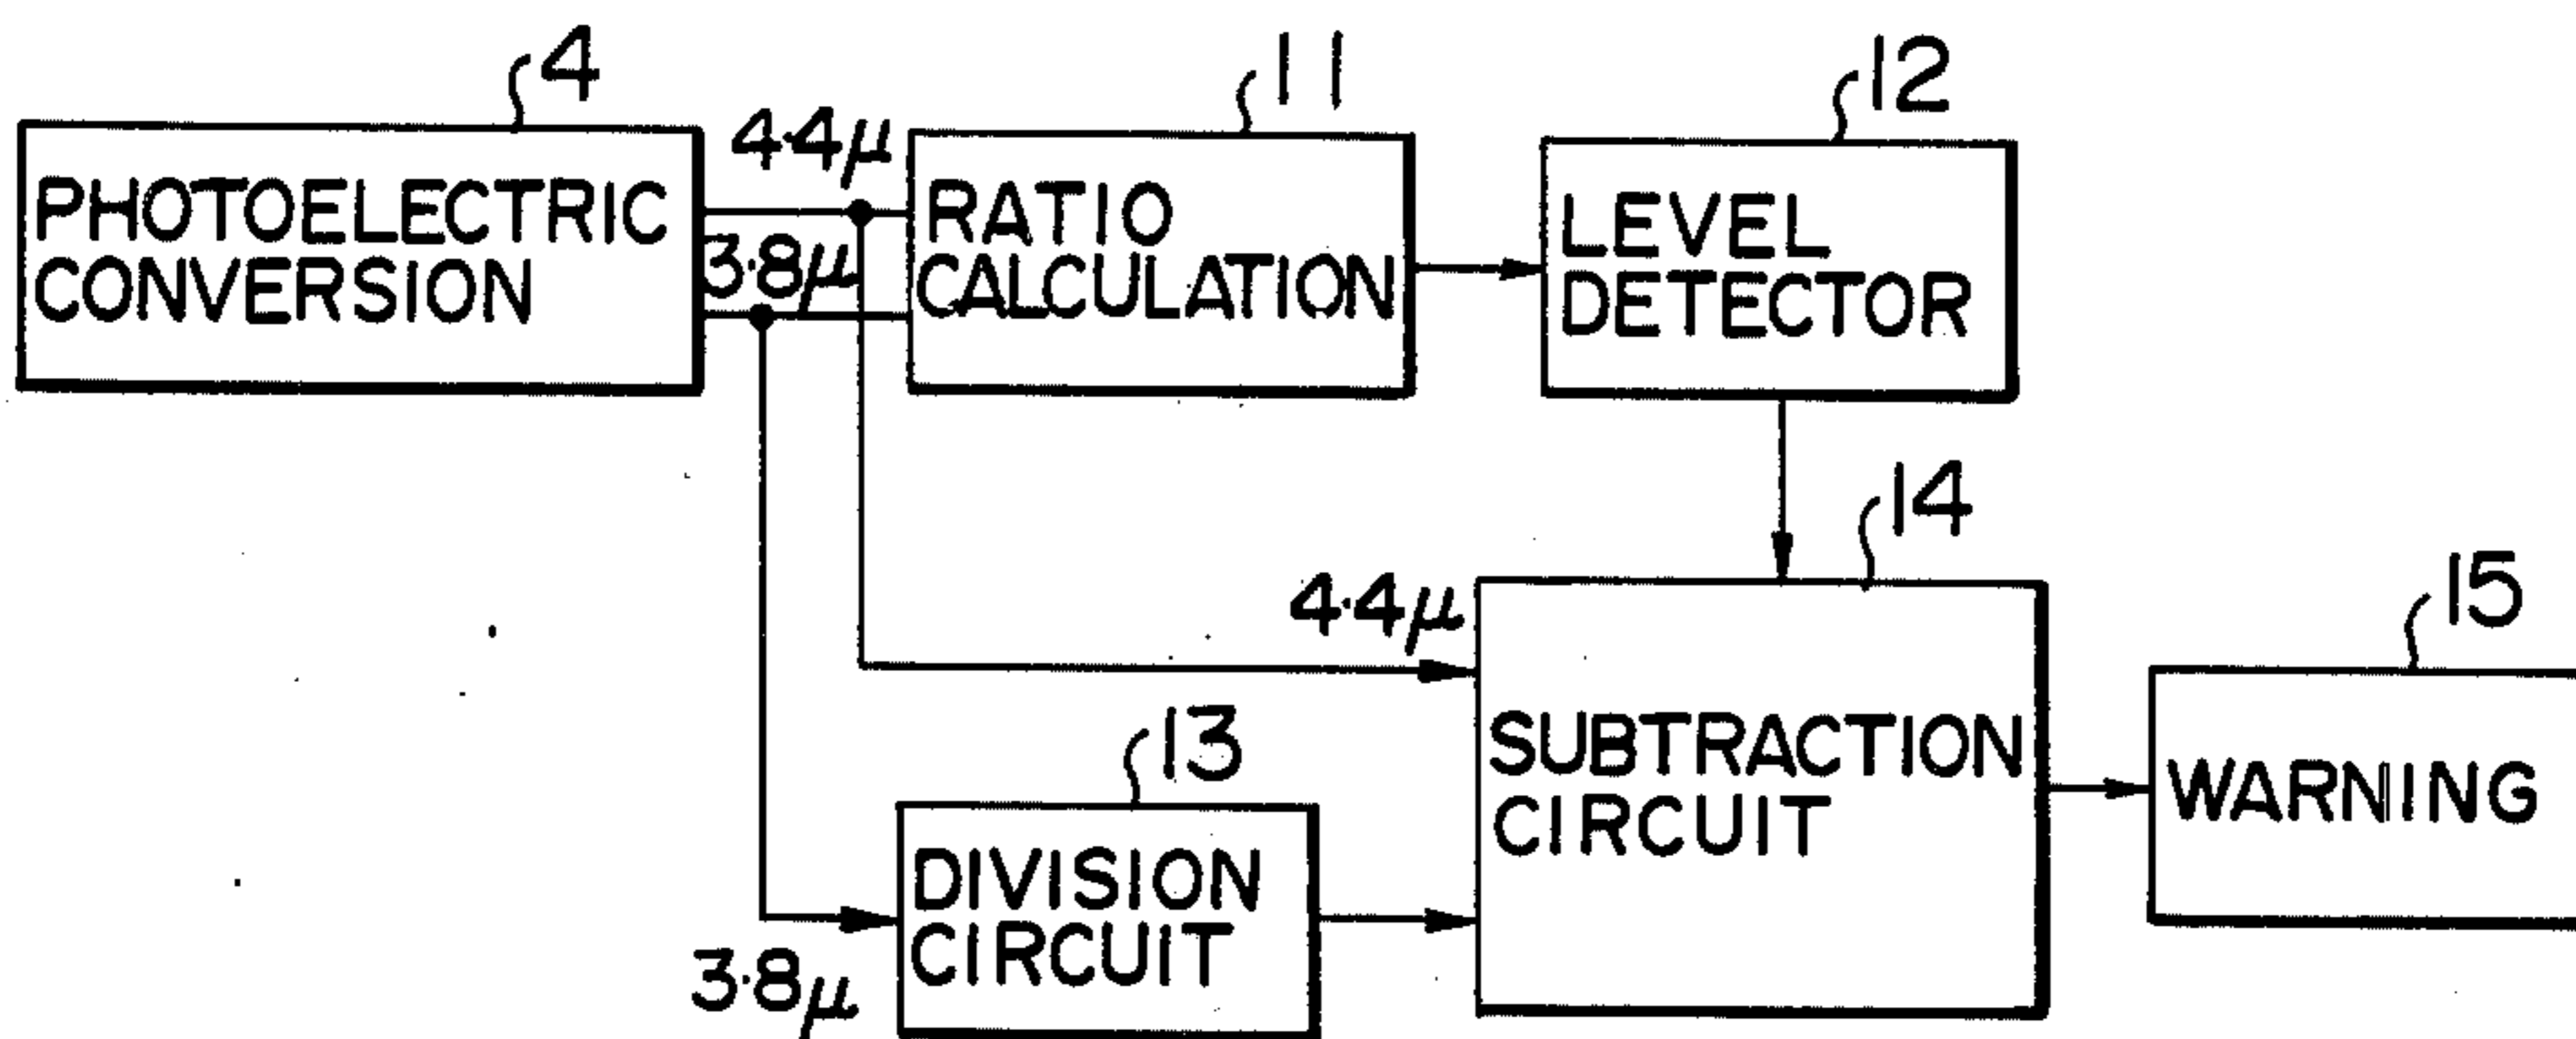 4
PHOTOELECTRIC
CONVERSION
4.4μ
3.8μ
11
RATIO
CALCULATION
12
LEVEL
DETECTOR
4.4μ
14
SUBTRACTION
CIRCUIT
15
WARNING
13
DIVISION
CIRCUIT
3.8μ